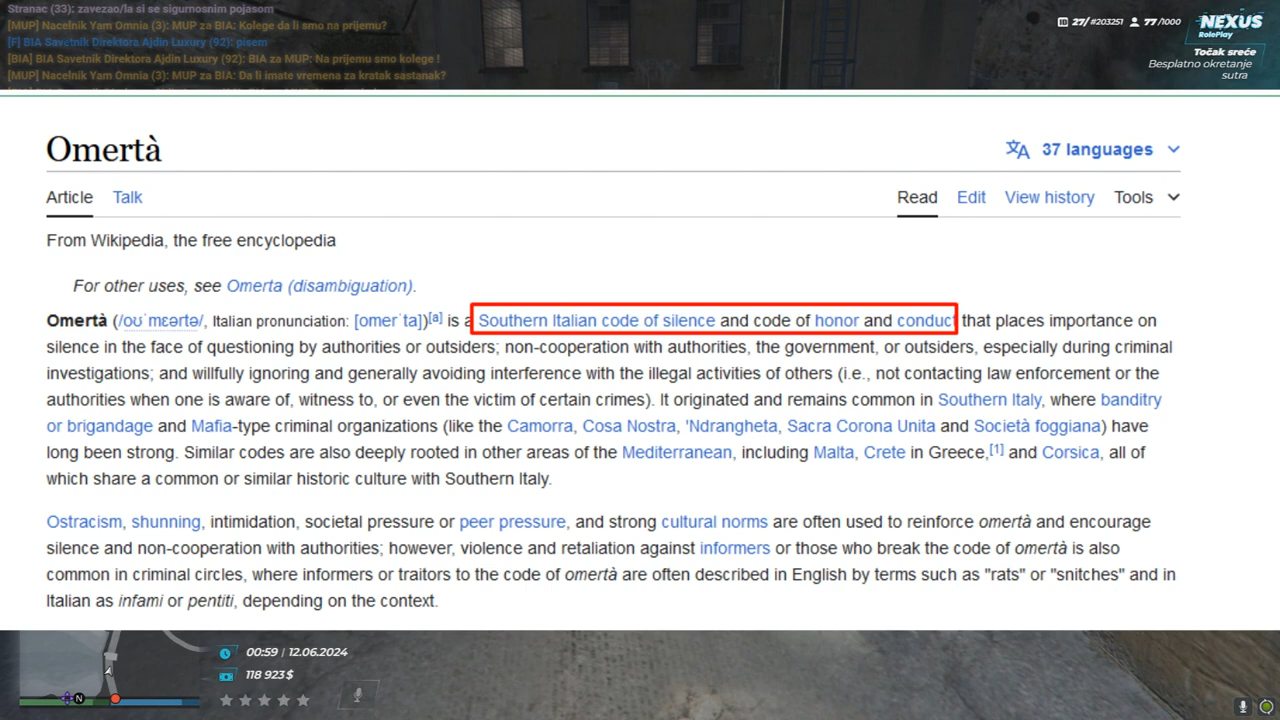 Stranac (33): zavezao/la si se sigurnosnim pojasom
[MUP] Nacelnik Yam Omnia (3): MUP za BIA: Kolege da li smo na prijemu?
[F] BIA Savetnik Direktora Ajdin Luxury (92): pisem
[BIA] BIA Savetnik Direktora Ajdin Luxury (92): BIA za MUP: Na prijemu smo kolege !
[MUP] Nacelnik Yam Omnia (3): MUP za BIA: Da li imate vremena za kratak sastanak?
27/ #203251 77/1000
NEXUS
RolePlay
Točak sreće
Besplatno okretanje
sutra
Omertà
37 languages
Article Talk Read Edit View history Tools
From Wikipedia, the free encyclopedia
For other uses, see Omerta (disambiguation).
Omertà (/oʊˈmɛərtə/, Italian pronunciation: [omerˈta])[a] is a Southern Italian code of silence and code of honor and conduct that places importance on
silence in the face of questioning by authorities or outsiders; non-cooperation with authorities, the government, or outsiders, especially during criminal
investigations; and willfully ignoring and generally avoiding interference with the illegal activities of others (i.e., not contacting law enforcement or the
authorities when one is aware of, witness to, or even the victim of certain crimes). It originated and remains common in Southern Italy, where banditry
or brigandage and Mafia-type criminal organizations (like the Camorra, Cosa Nostra, 'Ndrangheta, Sacra Corona Unita and Società foggiana) have
long been strong. Similar codes are also deeply rooted in other areas of the Mediterranean, including Malta, Crete in Greece,[1] and Corsica, all of
which share a common or similar historic culture with Southern Italy.
Ostracism, shunning, intimidation, societal pressure or peer pressure, and strong cultural norms are often used to reinforce omertà and encourage
silence and non-cooperation with authorities; however, violence and retaliation against informers or those who break the code of omertà is also
common in criminal circles, where informers or traitors to the code of omertà are often described in English by terms such as "rats" or "snitches" and in
Italian as infami or pentiti, depending on the context.
00:59 | 12.06.2024
118 923$
N